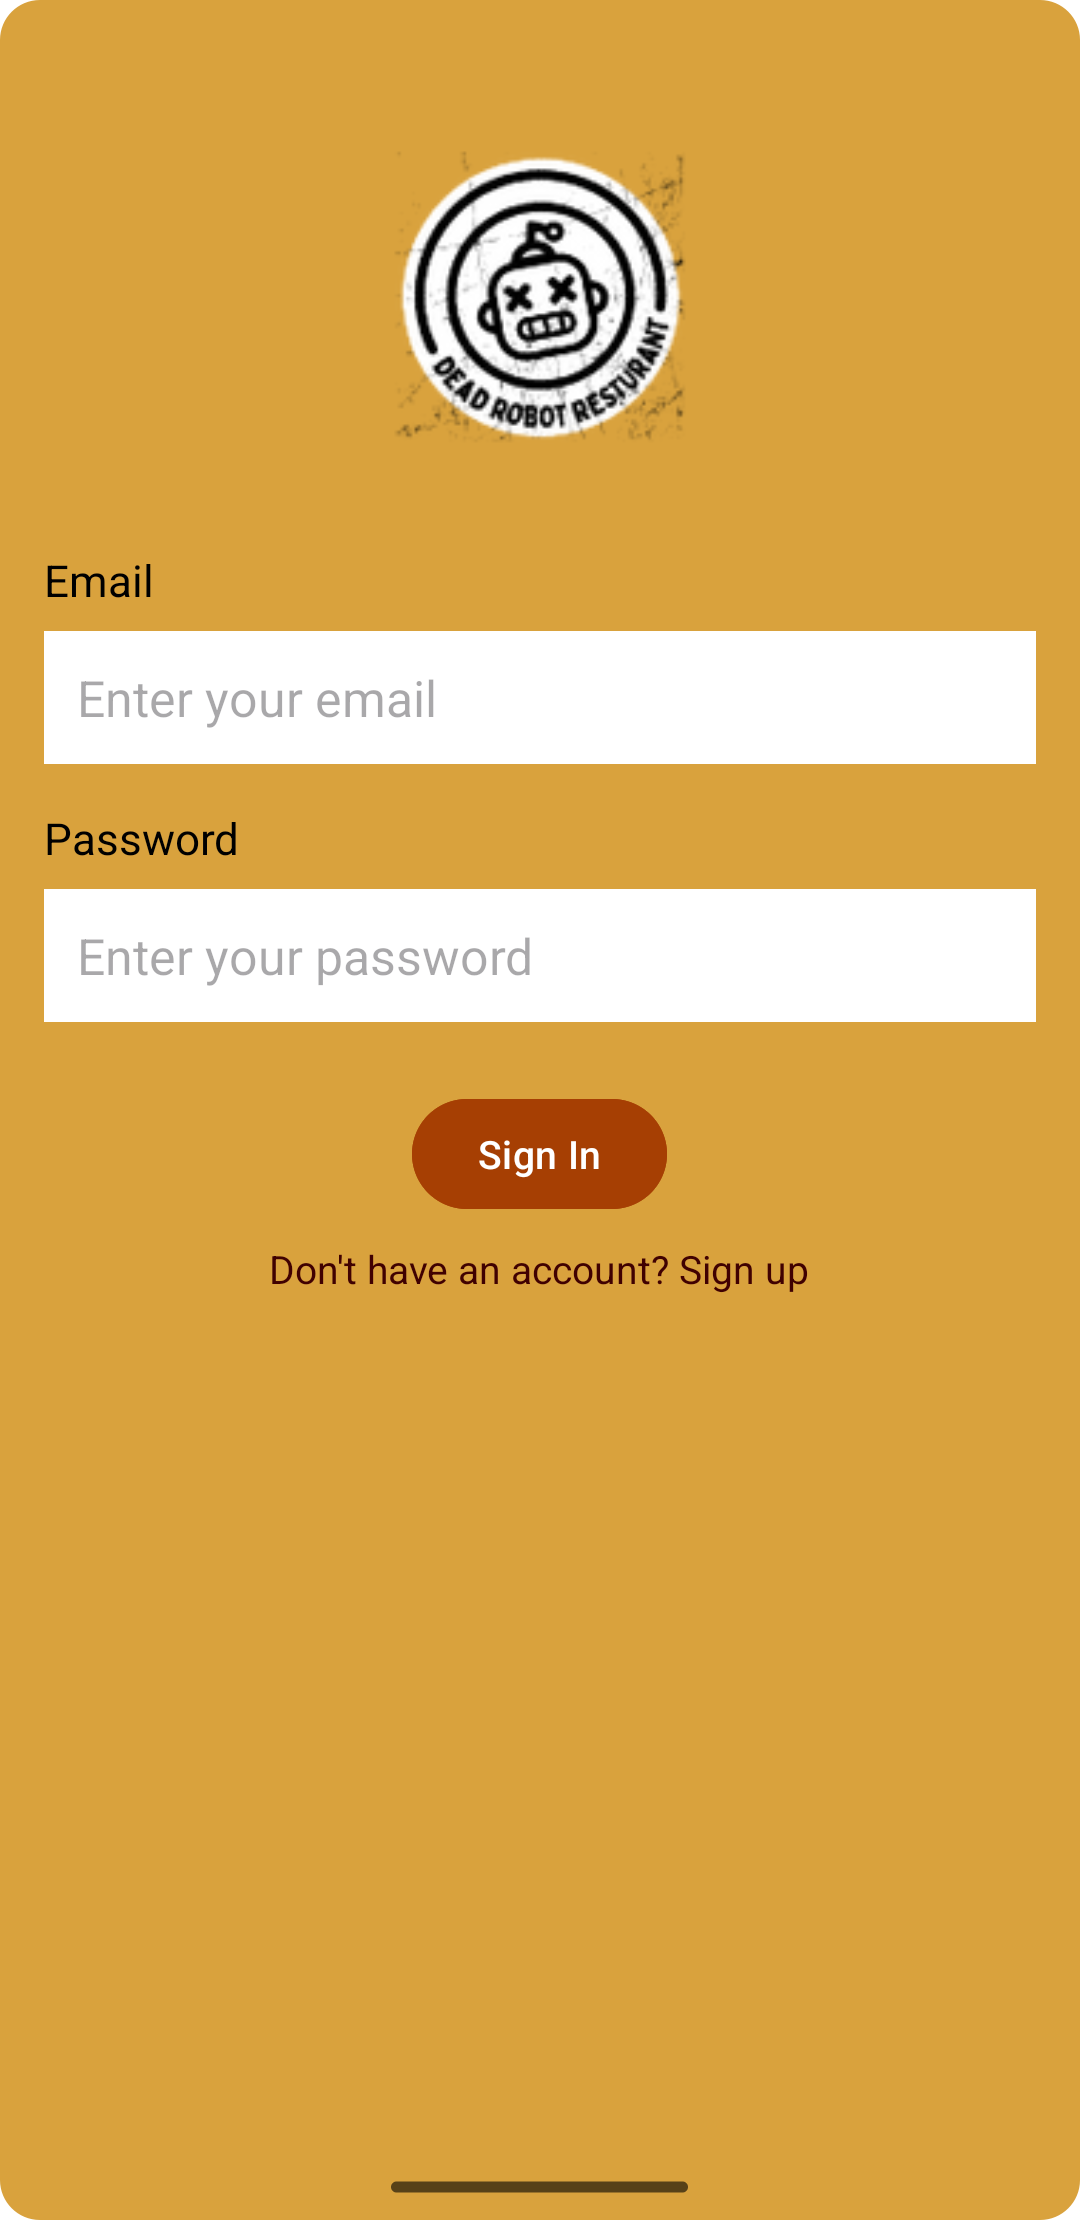 DEAD ROBOT RESTURANT
Email
Enter your email
Password
Enter your password
Sign In
Don't have an account? Sign up